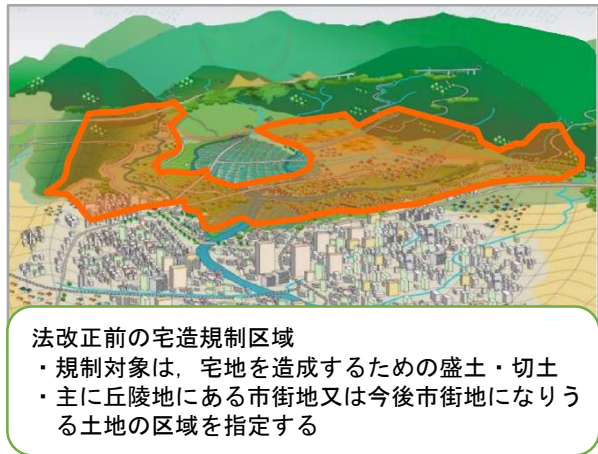 法改正前の宅造規制区域
・規制対象は，宅地を造成するための盛土・切土
・主に丘陵地にある市街地又は今後市街地になりう
る土地の区域を指定する